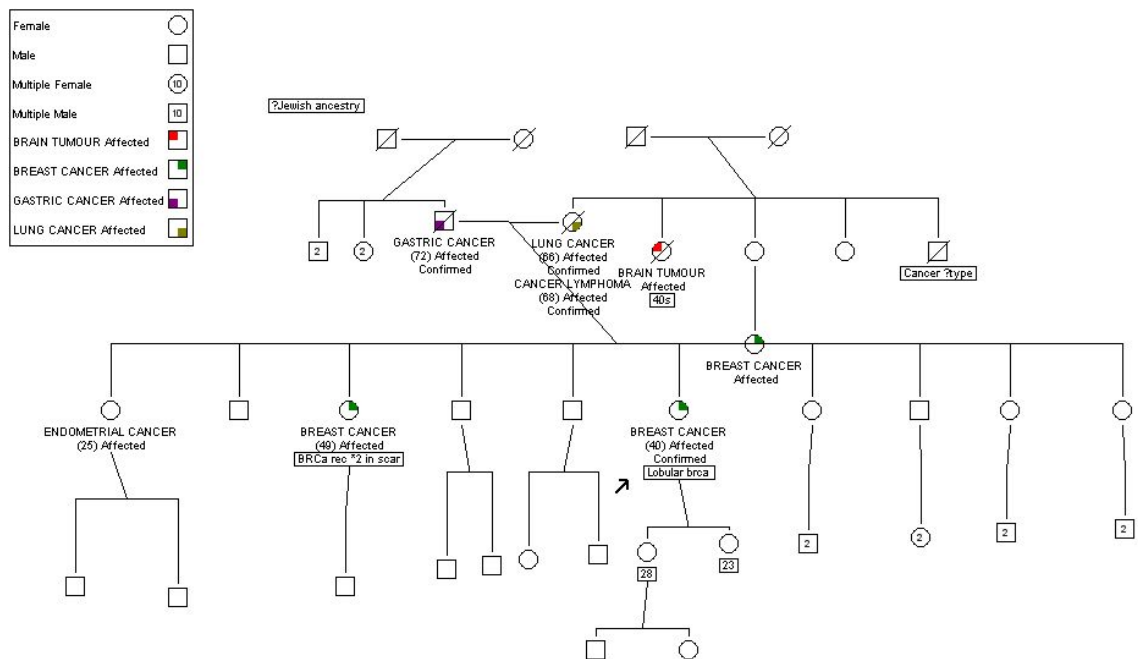 Female
Male
Multiple Female
10
Multiple Male
10
BRAIN TUMOUR Affected
BREAST CANCER Affected
GASTRIC CANCER Affected
LUNG CANCER Affected
?Jewish ancestry
2
2
GASTRIC CANCER
(72) Affected
Confirmed
LUNG CANCER
(66) Affected
Confirmed
CANCER LYMPHOMA
(68) Affected
Confirmed
BRAIN TUMOUR
Affected
40s
Cancer ?type
BREAST CANCER
Affected
ENDOMETRIAL CANCER
(25) Affected
BREAST CANCER
(49) Affected
BRCa rec *2 in scar
BREAST CANCER
(40) Affected
Confirmed
Lobular brca
28
23
2
2
2
2